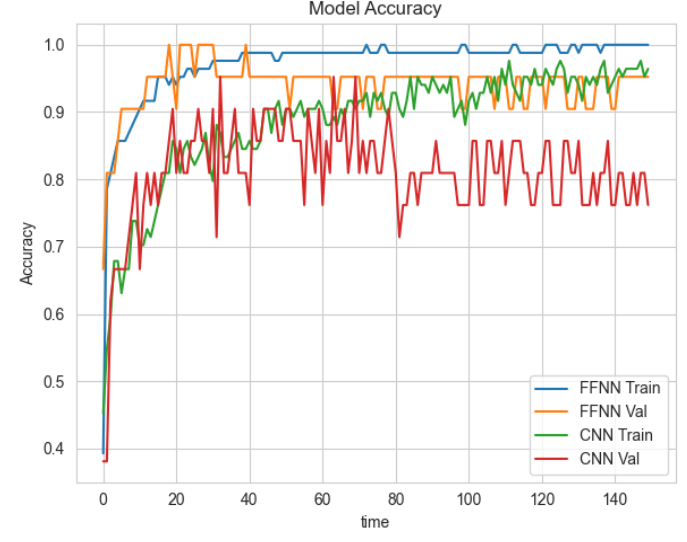 Model Accuracy
1.0
0.9
0.8
0.7
0.6
0.5
0.4
Accuracy
0 20 40 60 80 100 120 140
time
FFNN Train
FFNN Val
CNN Train
CNN Val